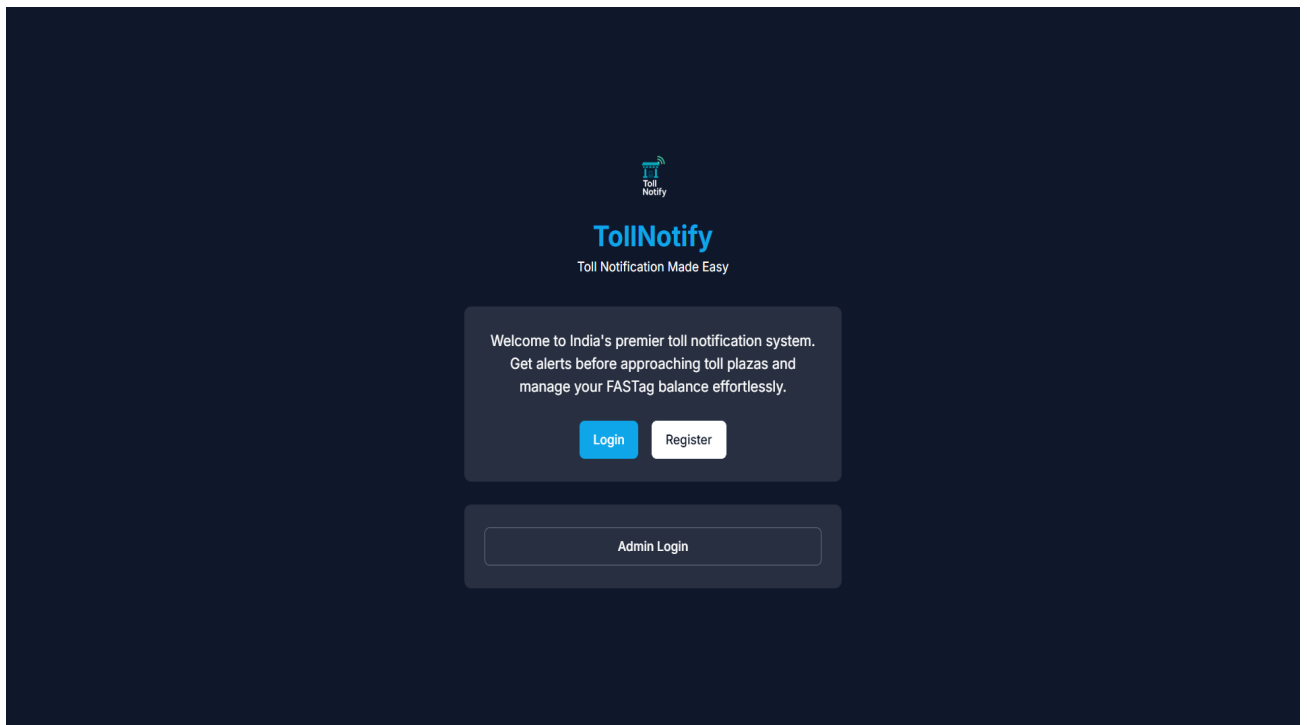 Toll
Notify
TollNotify
Toll Notification Made Easy
Welcome to India's premier toll notification system.
Get alerts before approaching toll plazas and
manage your FASTag balance effortlessly.
Login Register
Admin Login